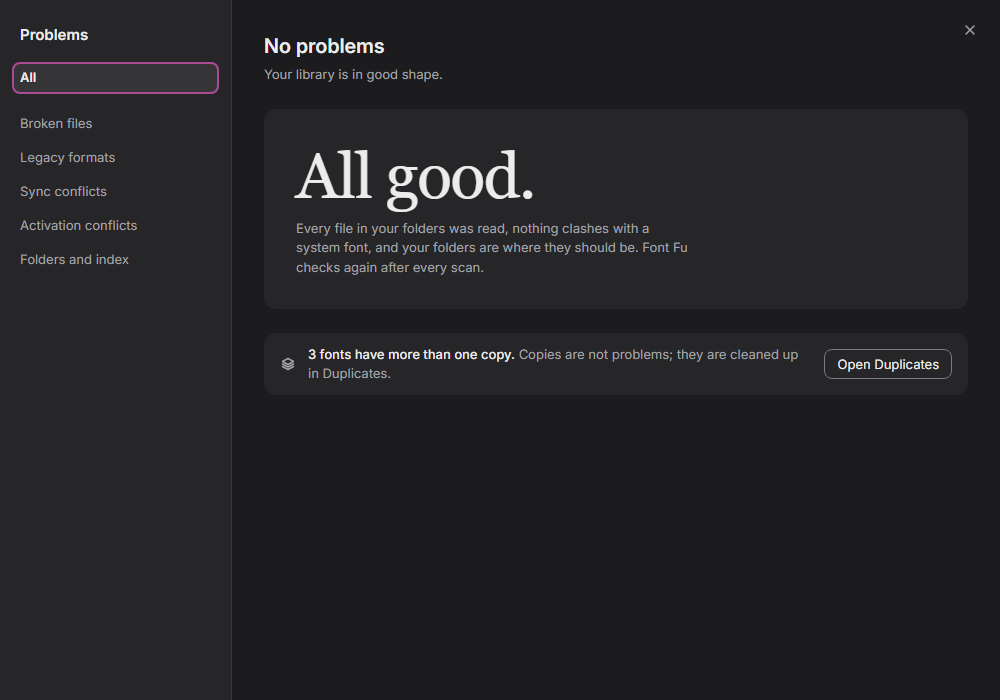 Problems
All
Broken files
Legacy formats
Sync conflicts
Activation conflicts
Folders and index
No problems
Your library is in good shape.
All good.
Every file in your folders was read, nothing clashes with a
system font, and your folders are where they should be. Font Fu
checks again after every scan.
3 fonts have more than one copy. Copies are not problems; they are cleaned up
in Duplicates.
Open Duplicates